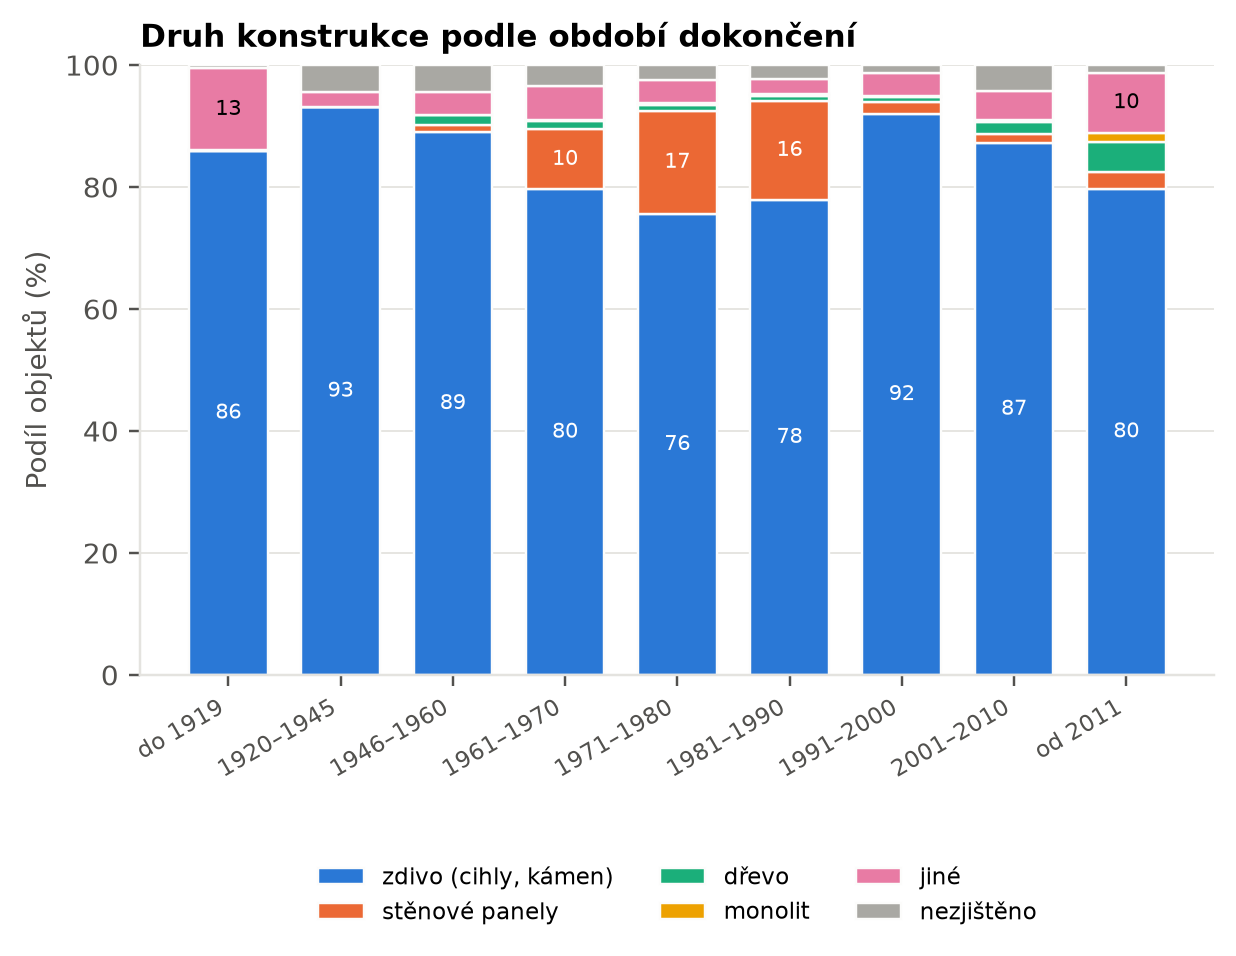 Druh konstrukce podle období dokončení
Podíl objektů (%)
100
80
60
40
20
0
13
86
93
89
10
80
17
76
16
78
92
87
10
80
do 1919
1920–1945
1946–1960
1961–1970
1971–1980
1981–1990
1991–2000
2001–2010
od 2011
zdivo (cihly, kámen)
stěnové panely
dřevo
monolit
jiné
nezjištěno